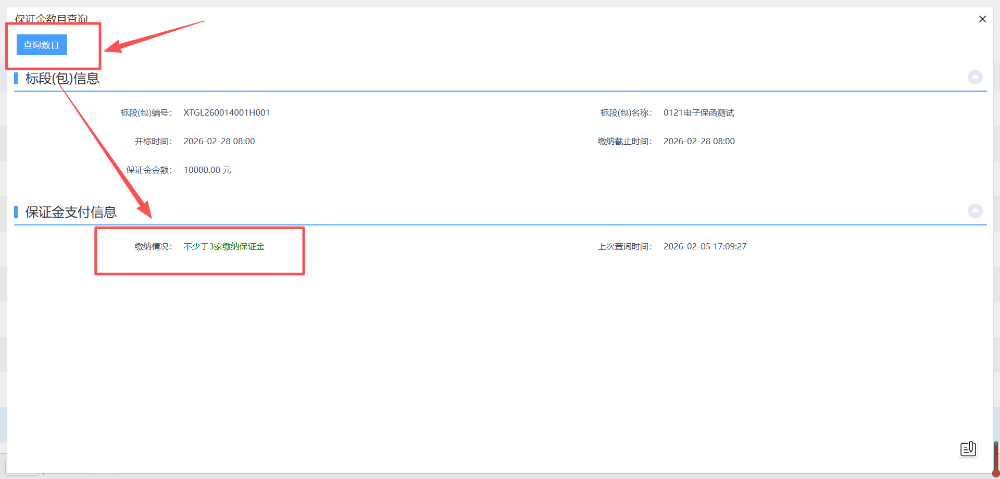 保证金数目查询
查询数目
标段(包)信息
标段(包)编号： XTGL260014001H001 标段(包)名称： 0121电子保函测试
开标时间： 2026-02-28 08:00 缴纳截止时间： 2026-02-28 08:00
保证金金额： 10000.00 元
保证金支付信息
缴纳情况： 不少于3家缴纳保证金 上次查询时间： 2026-02-05 17:09:27